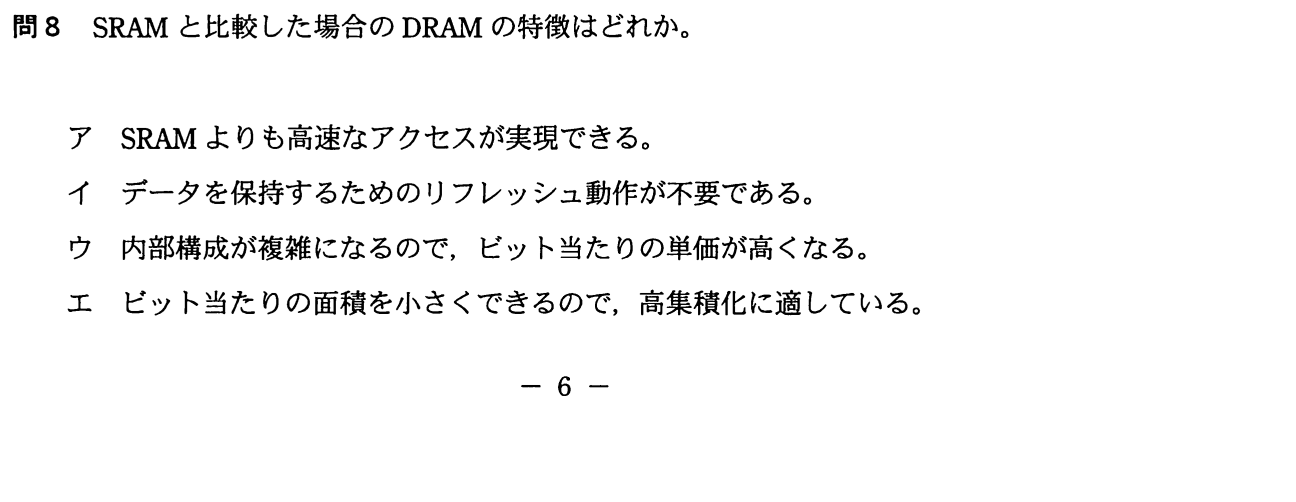 問8 SRAM と比較した場合の DRAM の特徴はどれか。
ア SRAM よりも高速なアクセスが実現できる。
イ データを保持するためのリフレッシュ動作が不要である。
ウ 内部構成が複雑になるので，ビット当たりの単価が高くなる。
エ ビット当たりの面積を小さくできるので，高集積化に適している。
－ 6 －